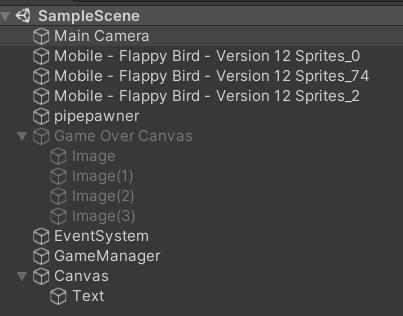 SampleScene
Main Camera
Mobile - Flappy Bird - Version 12 Sprites_0
Mobile - Flappy Bird - Version 12 Sprites_74
Mobile - Flappy Bird - Version 12 Sprites_2
pipepawner
Game Over Canvas
Image
Image(1)
Image(2)
Image(3)
EventSystem
GameManager
Canvas
Text